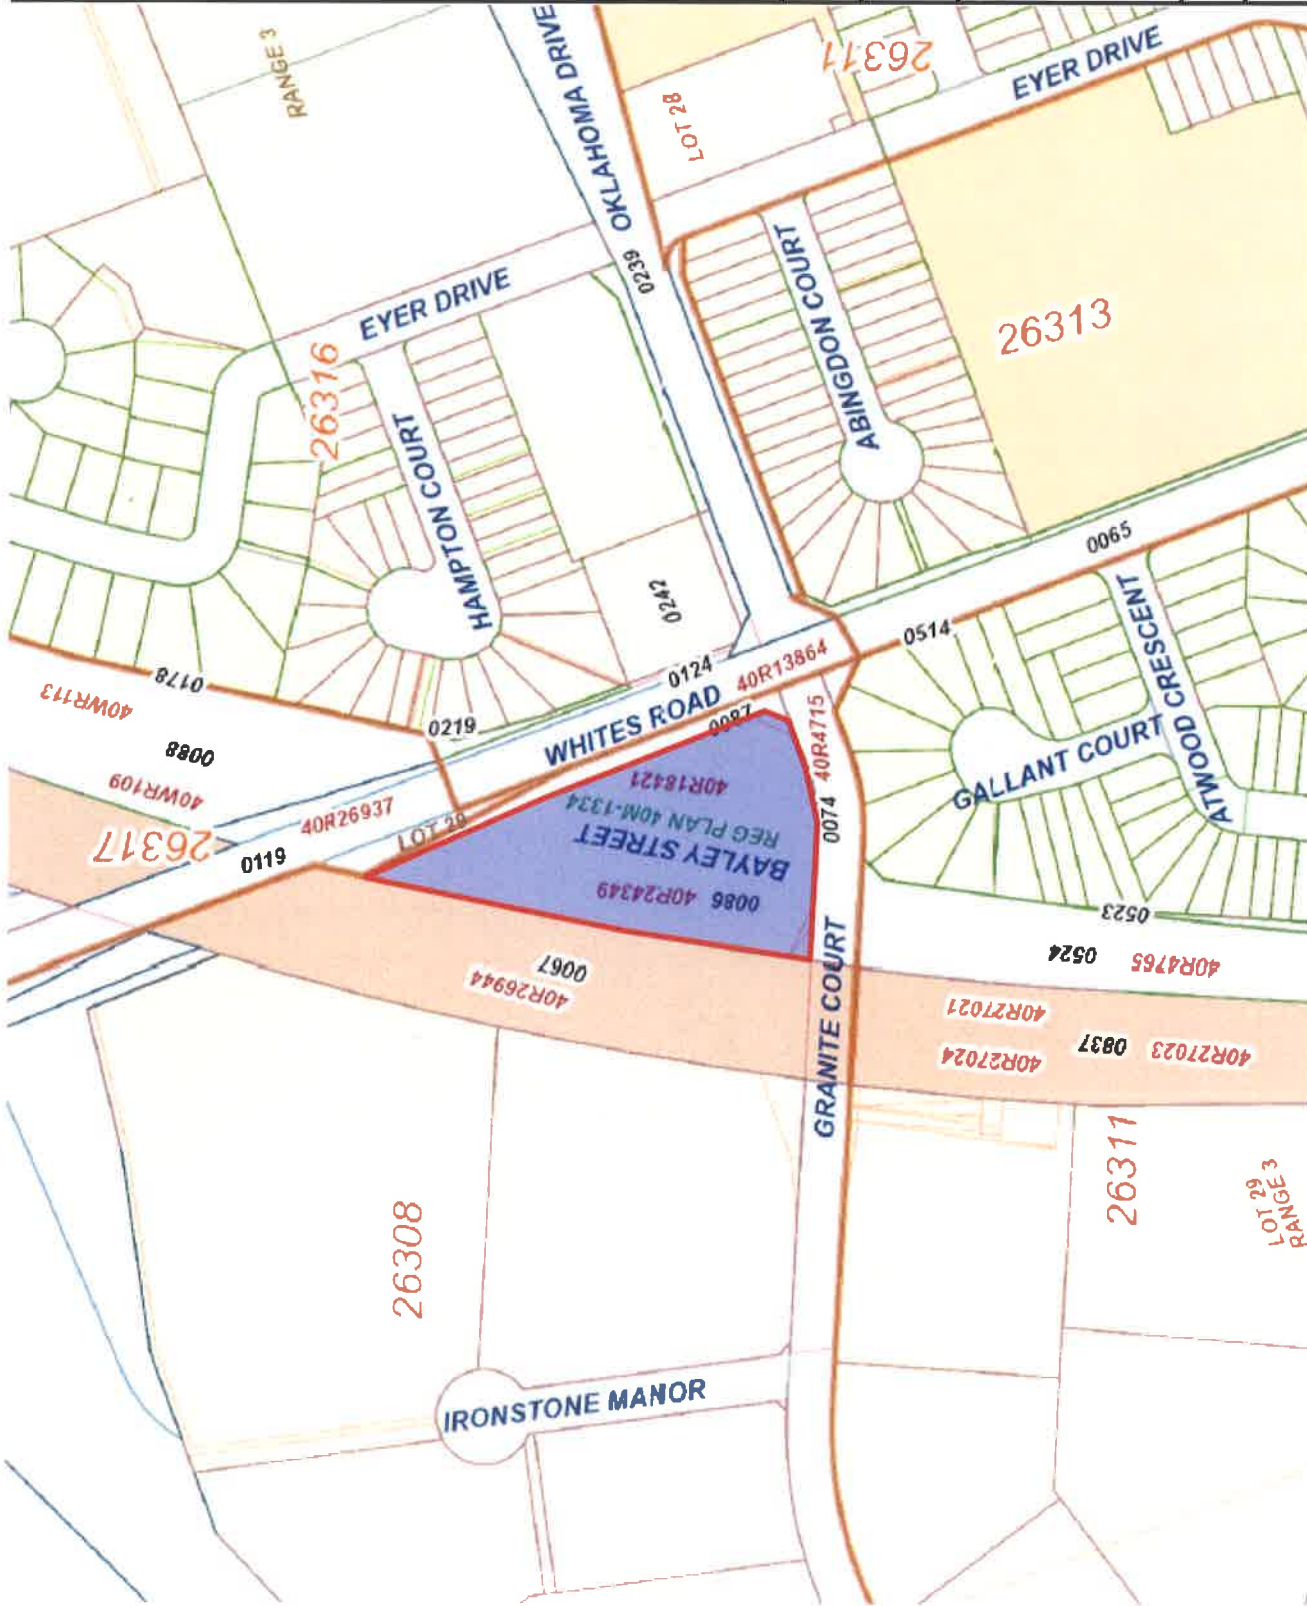 RANGE 3
OKLAHOMA DRIVE
26311
LOT 28
EYER DRIVE
0239
EYER DRIVE
ABINGDON COURT
26313
26316
HAMPTON COURT
0242
0065
0514
0124
40R13864
0178
40WR113
0088
40WR109
26317
0219
WHITES ROAD
0087
40R4715
40R26937
LOT 29
0119
40R18421
REG PLAN 40M-1334
BAYLEY STREET
0086 40R24349
0074
GALLANT COURT
ATWOOD CRESCENT
0523
0524 40R4765
0067
40R26944
GRANITE COURT
40R27021
40R27024
0837 40R27023
26308
26311
LOT 29
RANGE 3
IRONSTONE MANOR